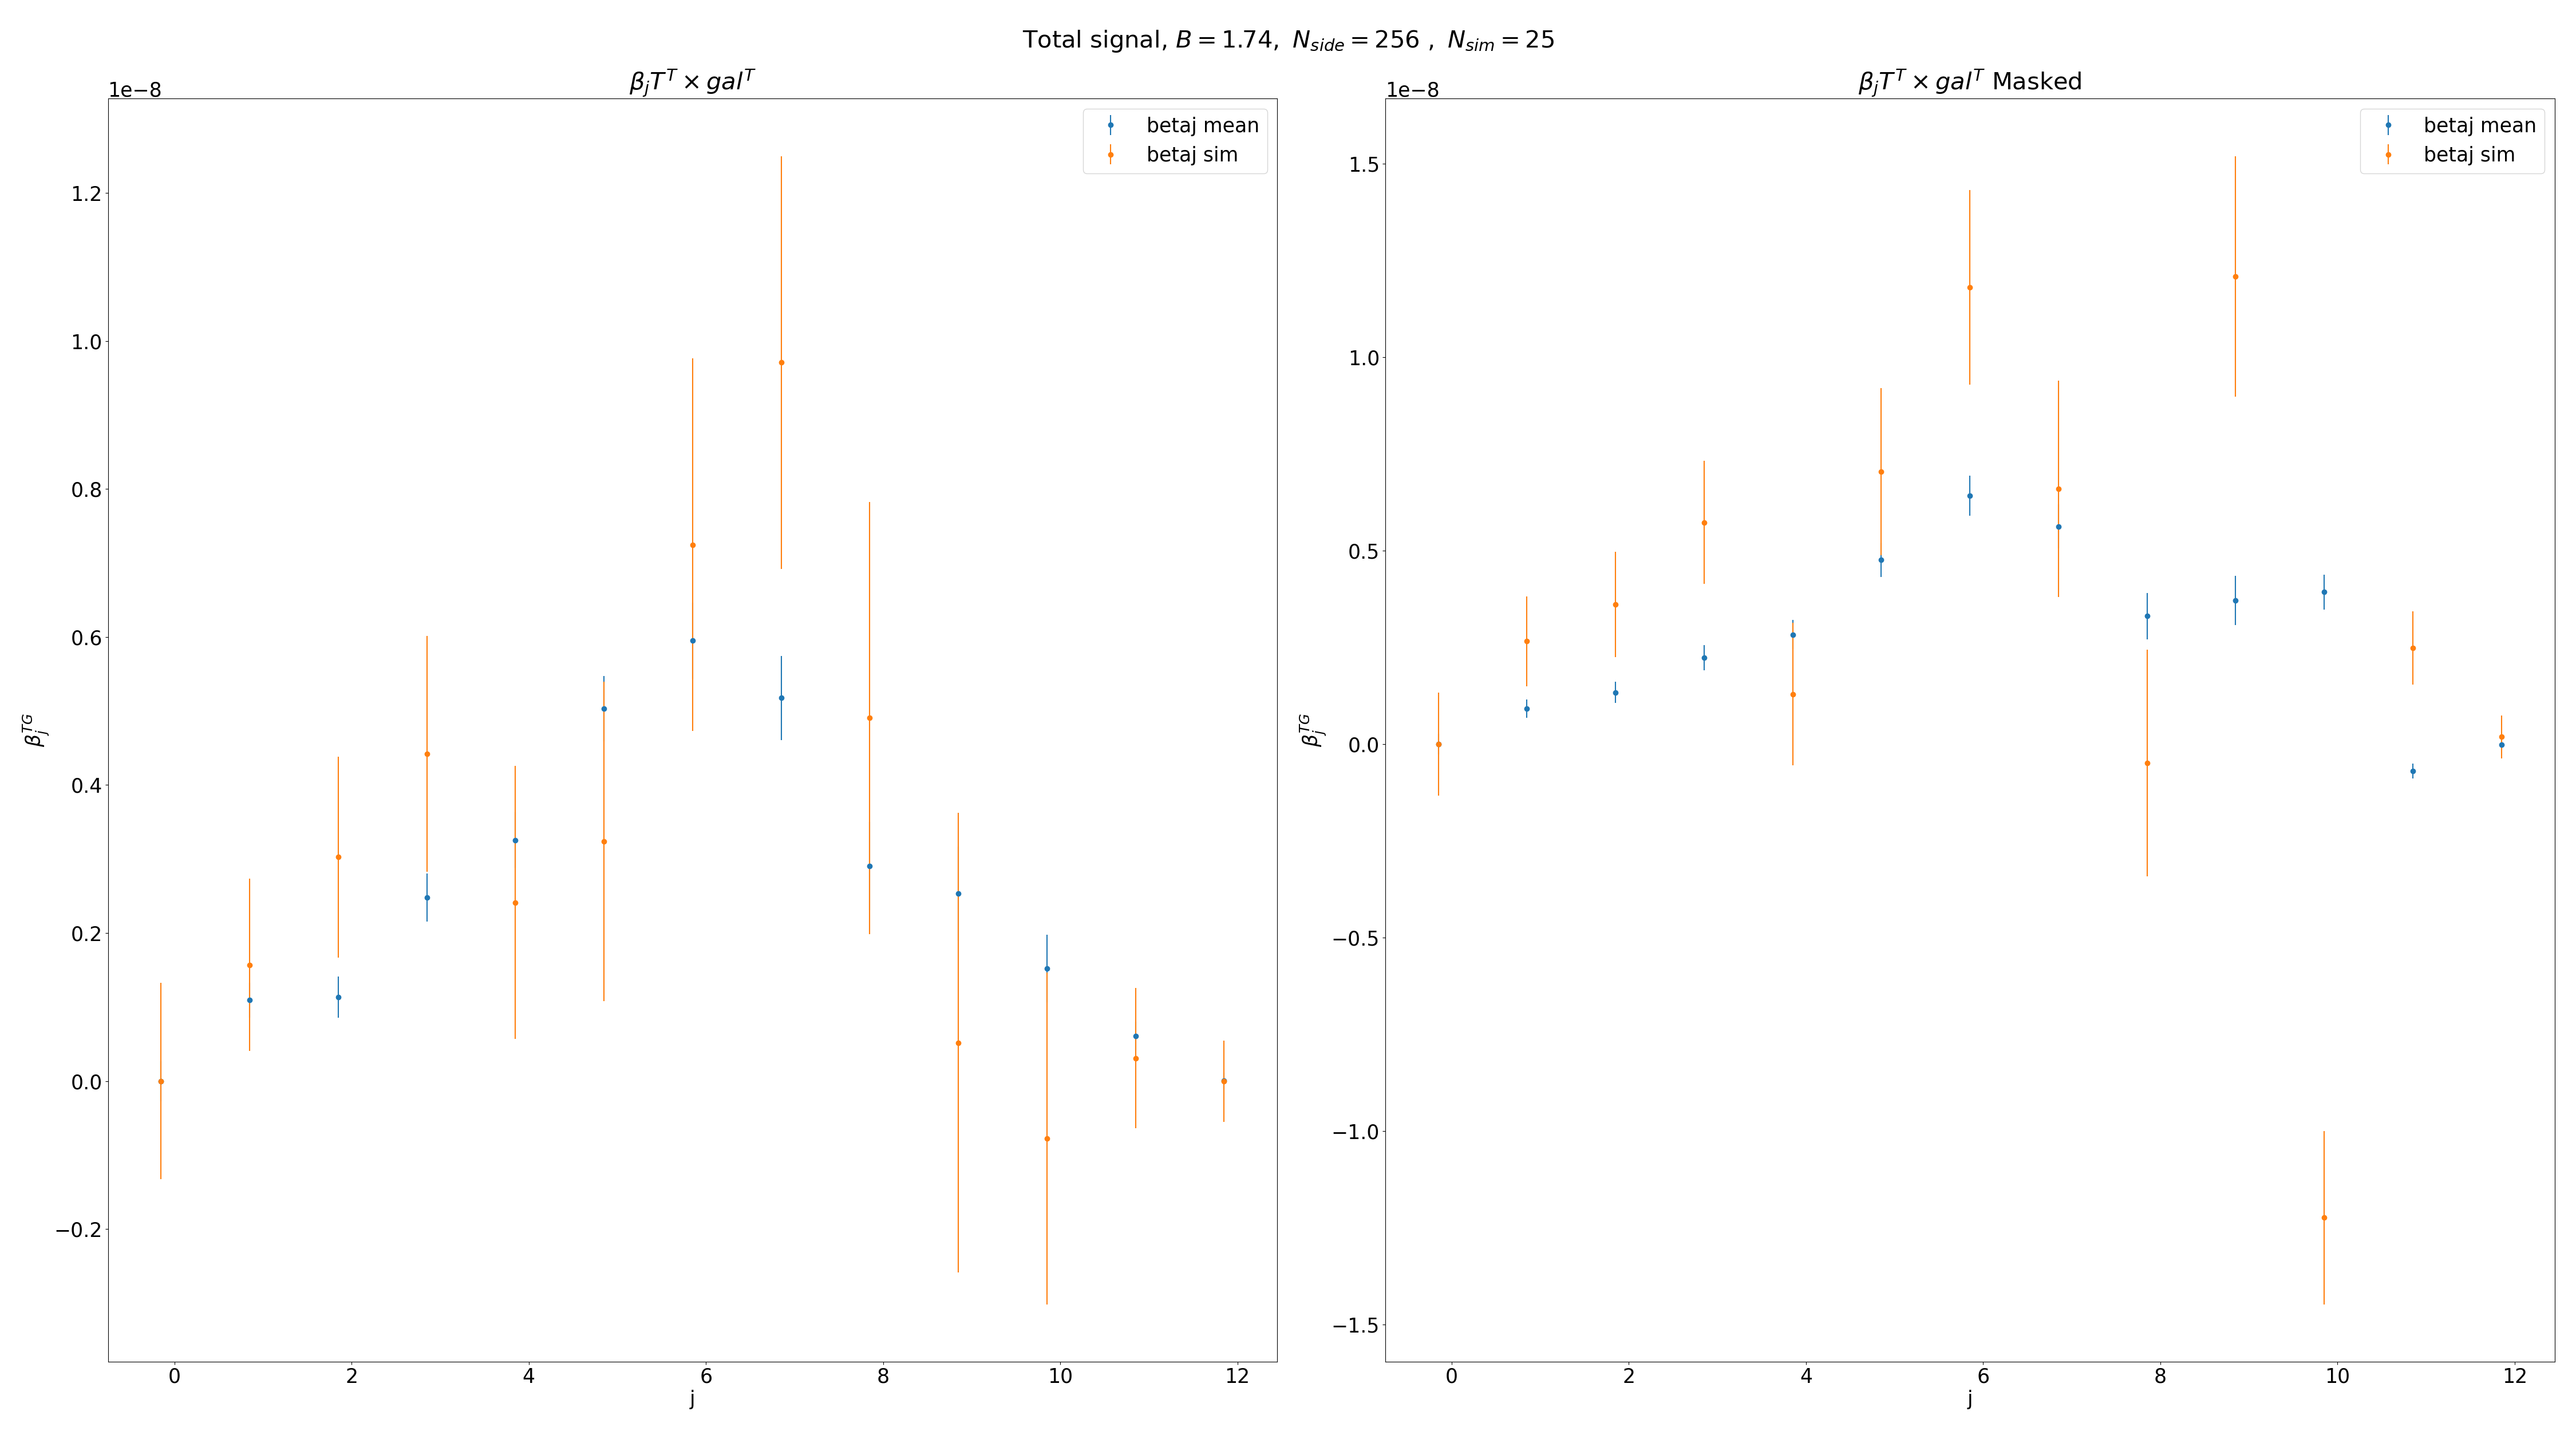 Total signal, B = 1.74, N_side = 256 , N_sim = 25
β_j T^T × gal^T
1e−8
betaj mean
betaj sim
1.2
1.0
0.8
0.6
0.4
0.2
0.0
−0.2
β_j^TG
0 2 4 6 8 10 12
j
β_j T^T × gal^T Masked
1e−8
betaj mean
betaj sim
1.5
1.0
0.5
0.0
−0.5
−1.0
−1.5
β_j^TG
0 2 4 6 8 10 12
j